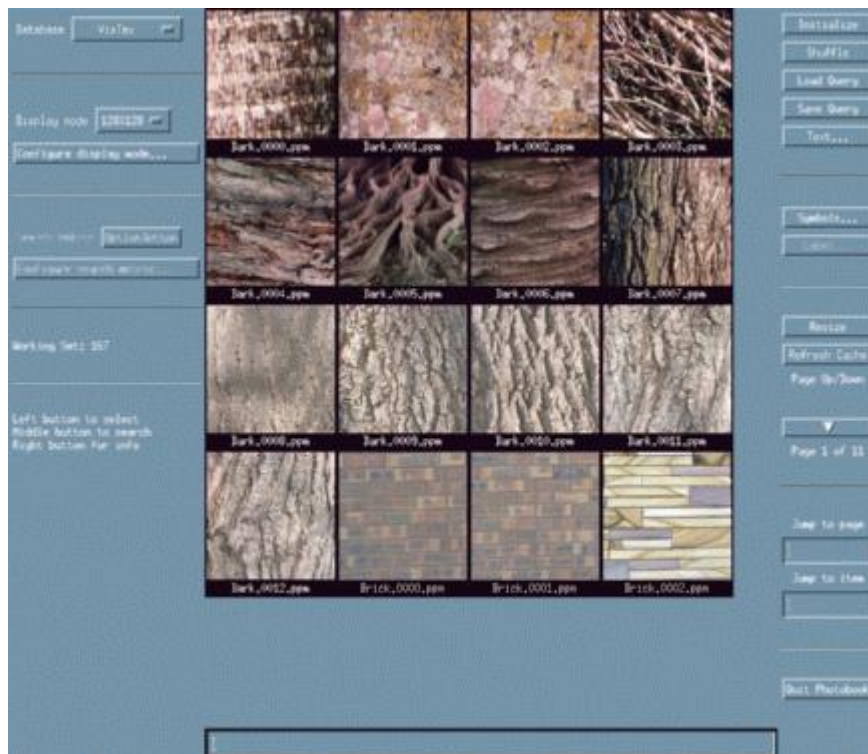 Database VisTex
Display mode 128X128
Configure display mode...
Configure search metric...
Working Set: 167
Left button to select
Middle button to search
Right button for info
Bark.0000.ppm Bark.0001.ppm Bark.0002.ppm Bark.0003.ppm
Bark.0004.ppm Bark.0005.ppm Bark.0006.ppm Bark.0007.ppm
Bark.0008.ppm Bark.0009.ppm Bark.0010.ppm Bark.0011.ppm
Bark.0012.ppm Brick.0000.ppm Brick.0001.ppm Brick.0002.ppm
Initialize
Shuffle
Load Query
Save Query
Text...
Symbols...
Label
Resize
Refresh Cache
Page Up/Down
Page 1 of 11
Jump to page
Jump to item
Quit Photobook